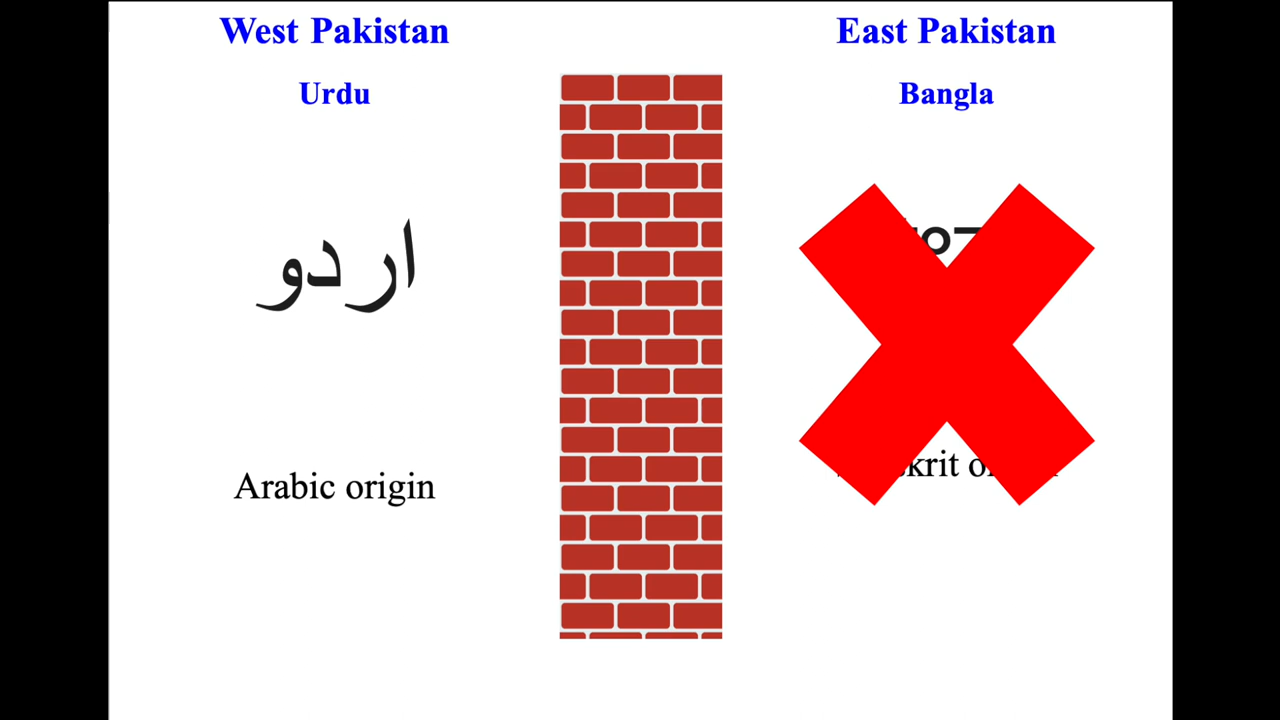 West Pakistan
East Pakistan
Urdu
Bangla
اردو
Arabic origin